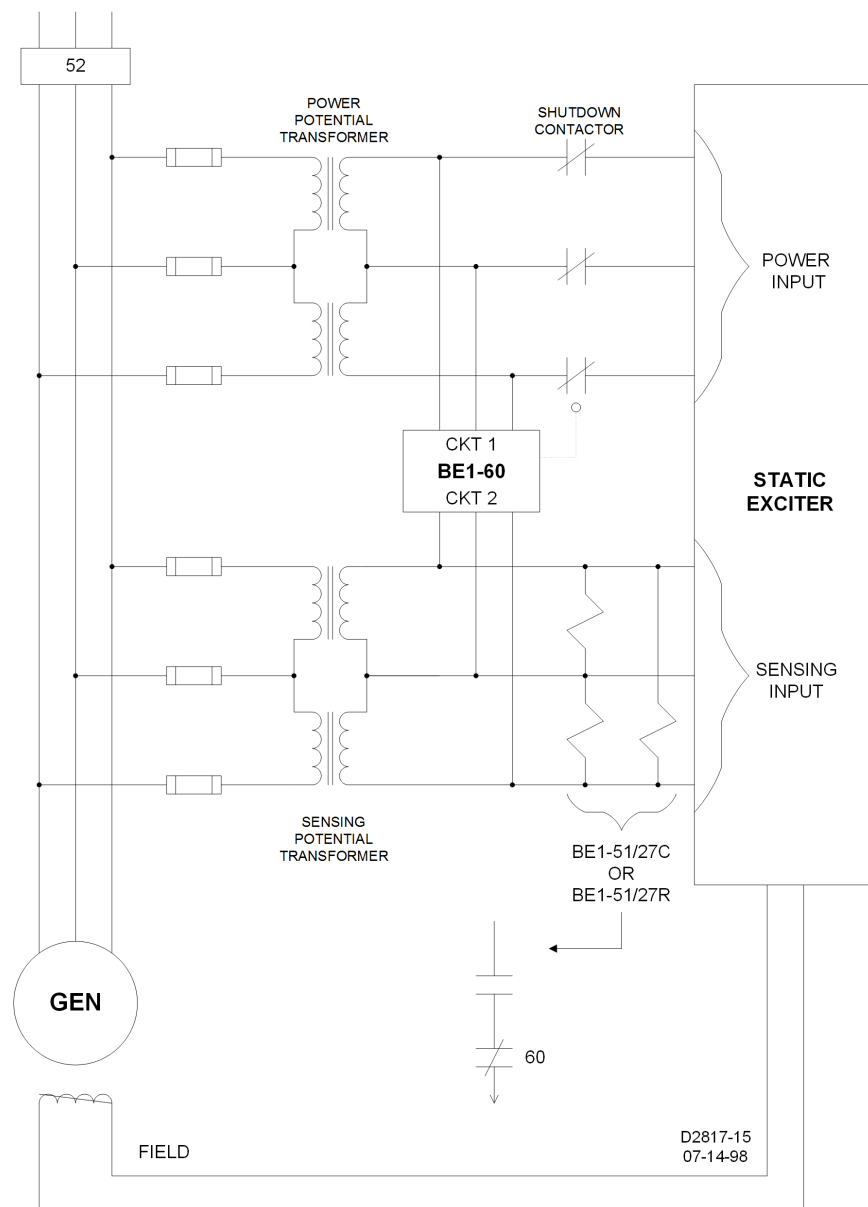 52
POWER
POTENTIAL
TRANSFORMER
SHUTDOWN
CONTACTOR
POWER
INPUT
CKT 1
BE1-60
CKT 2
STATIC
EXCITER
SENSING
INPUT
SENSING
POTENTIAL
TRANSFORMER
BE1-51/27C
OR
BE1-51/27R
GEN
60
FIELD
D2817-15
07-14-98